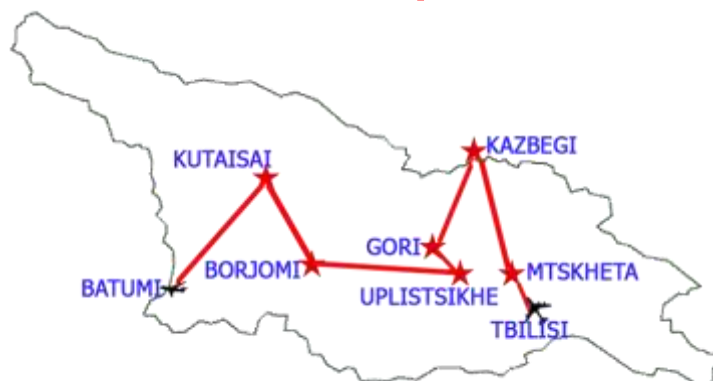 KAZBEGI
KUTAISAI
GORI
BORJOMI
MTSKHETA
BATUMI
UPLISTSIKHE
TBILISI